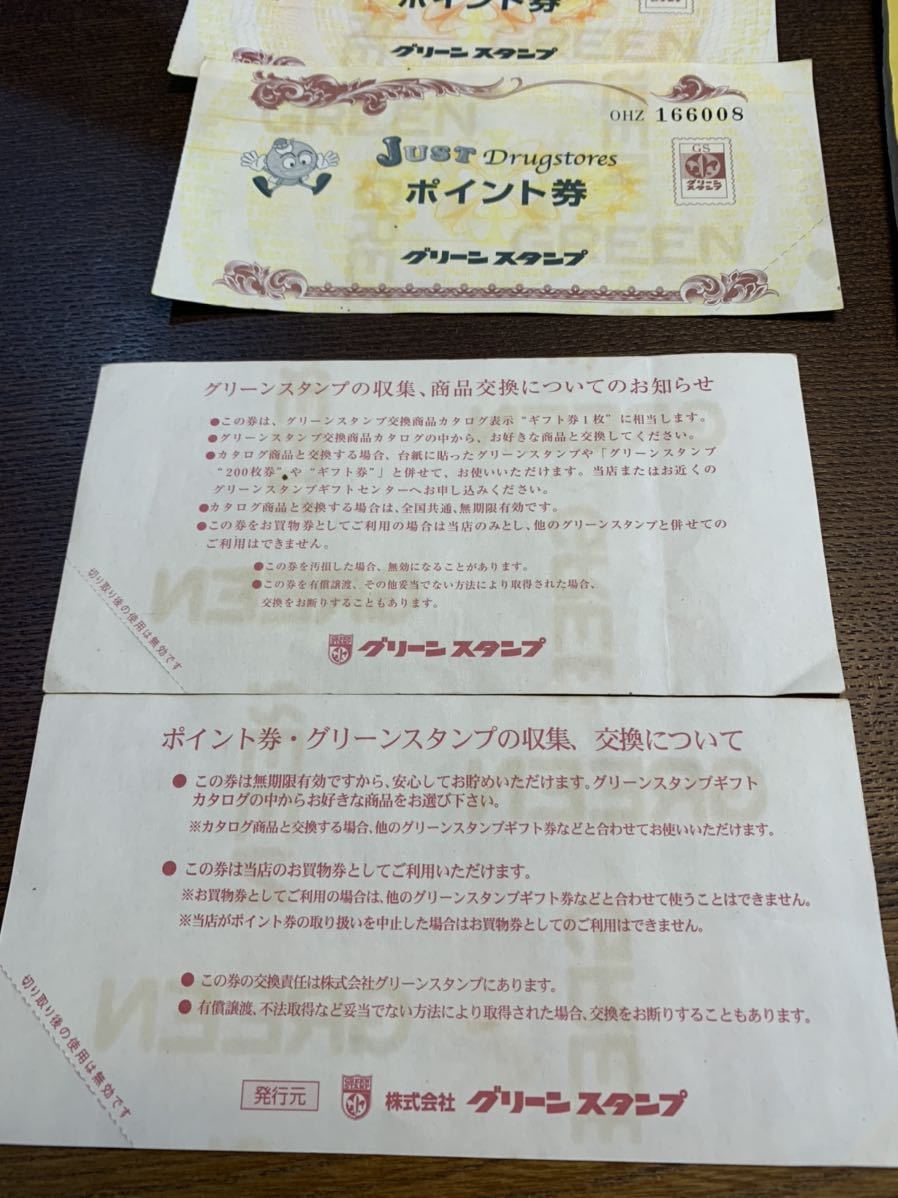 ポイント券
グリーンスタンプ
OHZ 166008
JUST Drugstores
GS
グリーン
スタンプ
ポイント券
グリーンスタンプ
グリーンスタンプの収集、商品交換についてのお知らせ
●この券は、グリーンスタンプ交換商品カタログ表示“ギフト券1枚”に相当します。
●グリーンスタンプ交換商品カタログの中から、お好きな商品と交換してください。
●カタログ商品と交換する場合、台紙に貼ったグリーンスタンプや「グリーンスタンプ
“200枚券”や“ギフト券”」と併せて、お使いいただけます。当店またはお近くの
グリーンスタンプギフトセンターへお申し込みください。
●カタログ商品と交換する場合は、全国共通、無期限有効です。
●この券をお買物券としてご利用の場合は当店のみとし、他のグリーンスタンプと併せての
ご利用はできません。
●この券を汚損した場合、無効になることがあります。
●この券を有償譲渡、その他妥当でない方法により取得された場合、
交換をお断りすることもあります。
切り取り後の使用は無効です
グリーンスタンプ
ポイント券・グリーンスタンプの収集、交換について
● この券は無期限有効ですから、安心してお貯めいただけます。グリーンスタンプギフト
カタログの中からお好きな商品をお選び下さい。
※カタログ商品と交換する場合、他のグリーンスタンプギフト券などと合わせてお使いいただけます。
● この券は当店のお買物券としてご利用いただけます。
※お買物券としてご利用の場合は、他のグリーンスタンプギフト券などと合わせて使うことはできません。
※当店がポイント券の取り扱いを中止した場合はお買物券としてのご利用はできません。
● この券の交換責任は株式会社グリーンスタンプにあります。
● 有償譲渡、不法取得など妥当でない方法により取得された場合、交換をお断りすることもあります。
切り取り後の使用は無効です
発行元 株式会社 グリーンスタンプ